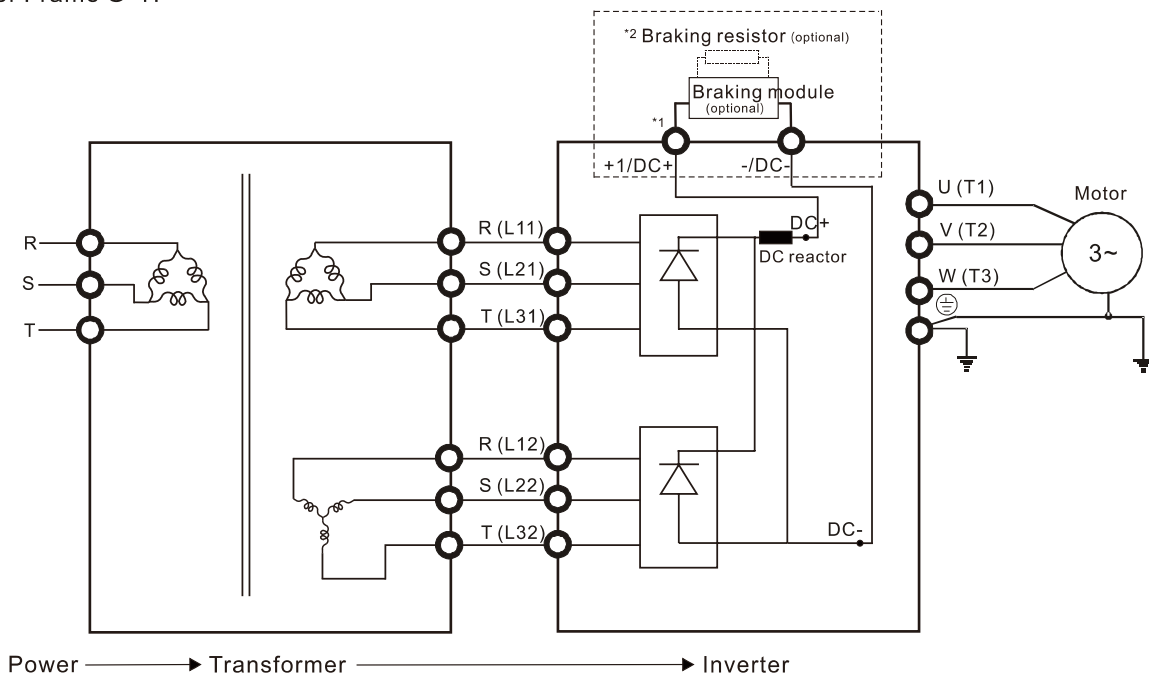 *2 Braking resistor (optional)
Braking module
(optional)
*1
+1/DC+
-/DC-
R
S
T
R (L11)
S (L21)
T (L31)
R (L12)
S (L22)
T (L32)
DC+
DC reactor
DC-
U (T1)
V (T2)
W (T3)
Motor
3~
Power
Transformer
Inverter